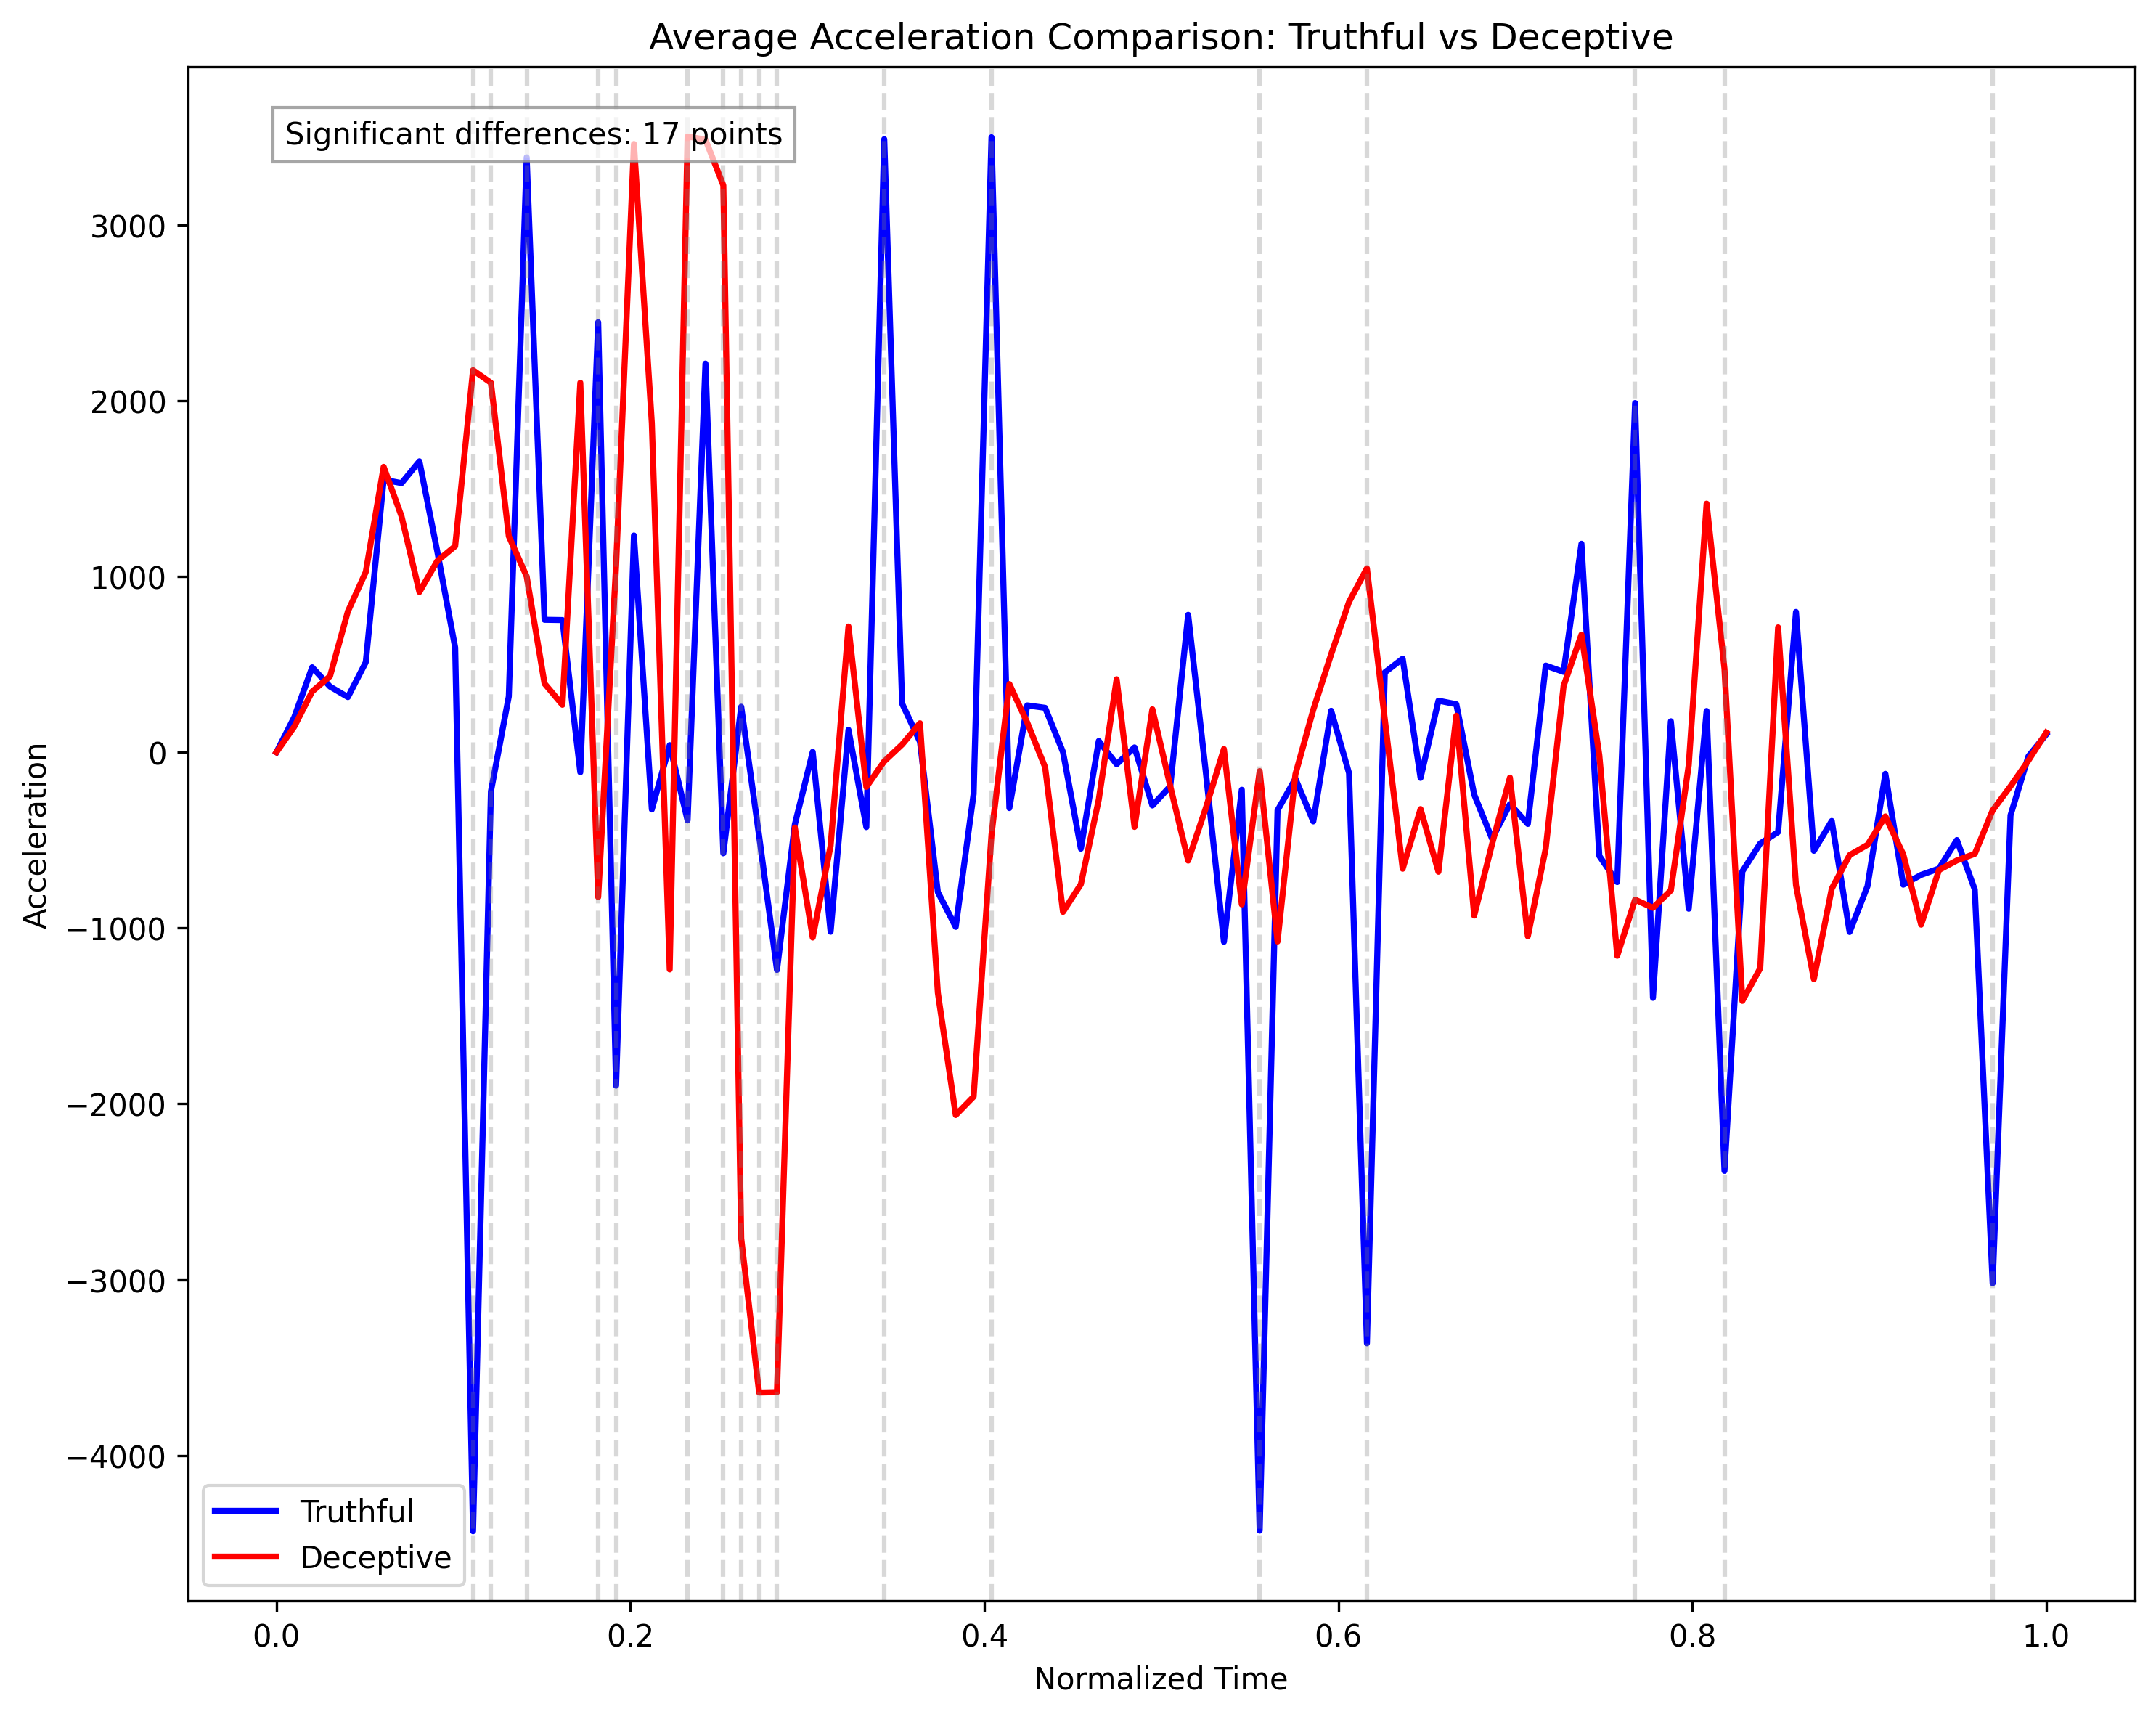 Average Acceleration Comparison: Truthful vs Deceptive
Significant differences: 17 points
3000
2000
1000
0
−1000
−2000
−3000
−4000
Acceleration
Truthful
Deceptive
0.0 0.2 0.4 0.6 0.8 1.0
Normalized Time